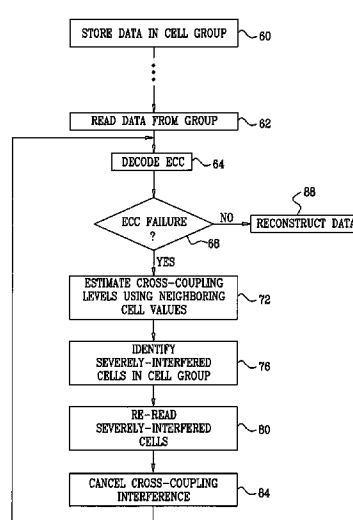 STORE DATA IN CELL GROUP
60
READ DATA FROM GROUP
62
DECODE ECC
64
ECC FAILURE
?
68
NO
88
RECONSTRUCT DATA
YES
ESTIMATE CROSS-COUPLING
LEVELS USING NEIGHBORING
CELL VALUES
72
IDENTIFY
SEVERELY-INTERFERED
CELLS IN CELL GROUP
76
RE-READ
SEVERELY-INTERFERED
CELLS
80
CANCEL CROSS-COUPLING
INTERFERENCE
84